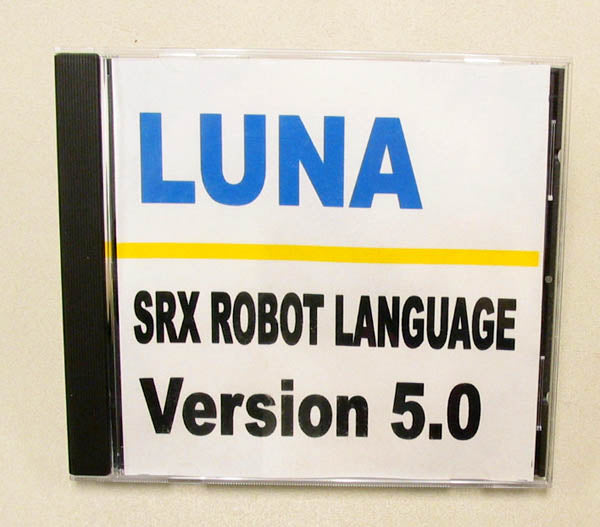 LUNA
SRX ROBOT LANGUAGE
Version 5.0